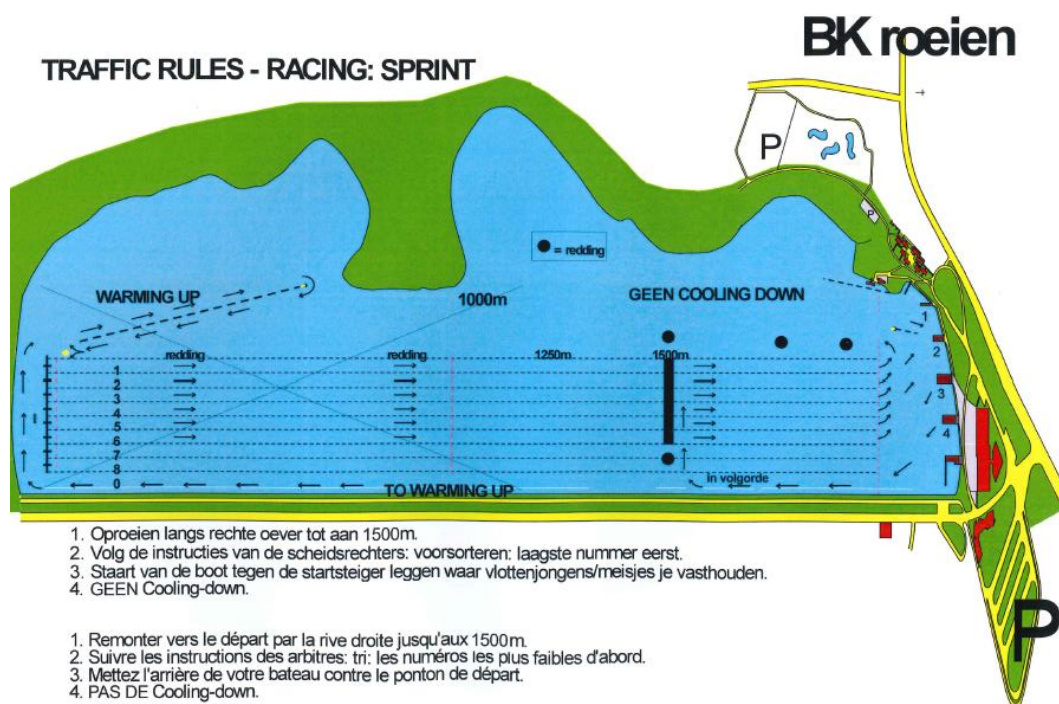 BK roeien
TRAFFIC RULES - RACING: SPRINT
P
P
= redding
WARMING UP
1000m
GEEN COOLING DOWN
1
2
3
4
redding
redding
1250m
1500m
1
2
3
4
5
6
7
8
0
In volgorde
TO WARMING UP
P
1. Oproeien langs rechte oever tot aan 1500m.
2. Volg de instructies van de scheidsrechters: voorsorteren: laagste nummer eerst.
3. Staart van de boot tegen de startsteiger leggen waar vlottenjongens/meisjes je vasthouden.
4. GEEN Cooling-down.
1. Remonter vers le départ par la rive droite jusqu'aux 1500m.
2. Suivre les instructions des arbitres: tri: les numéros les plus faibles d'abord.
3. Mettez l'arrière de votre bateau contre le ponton de départ.
4. PAS DE Cooling-down.